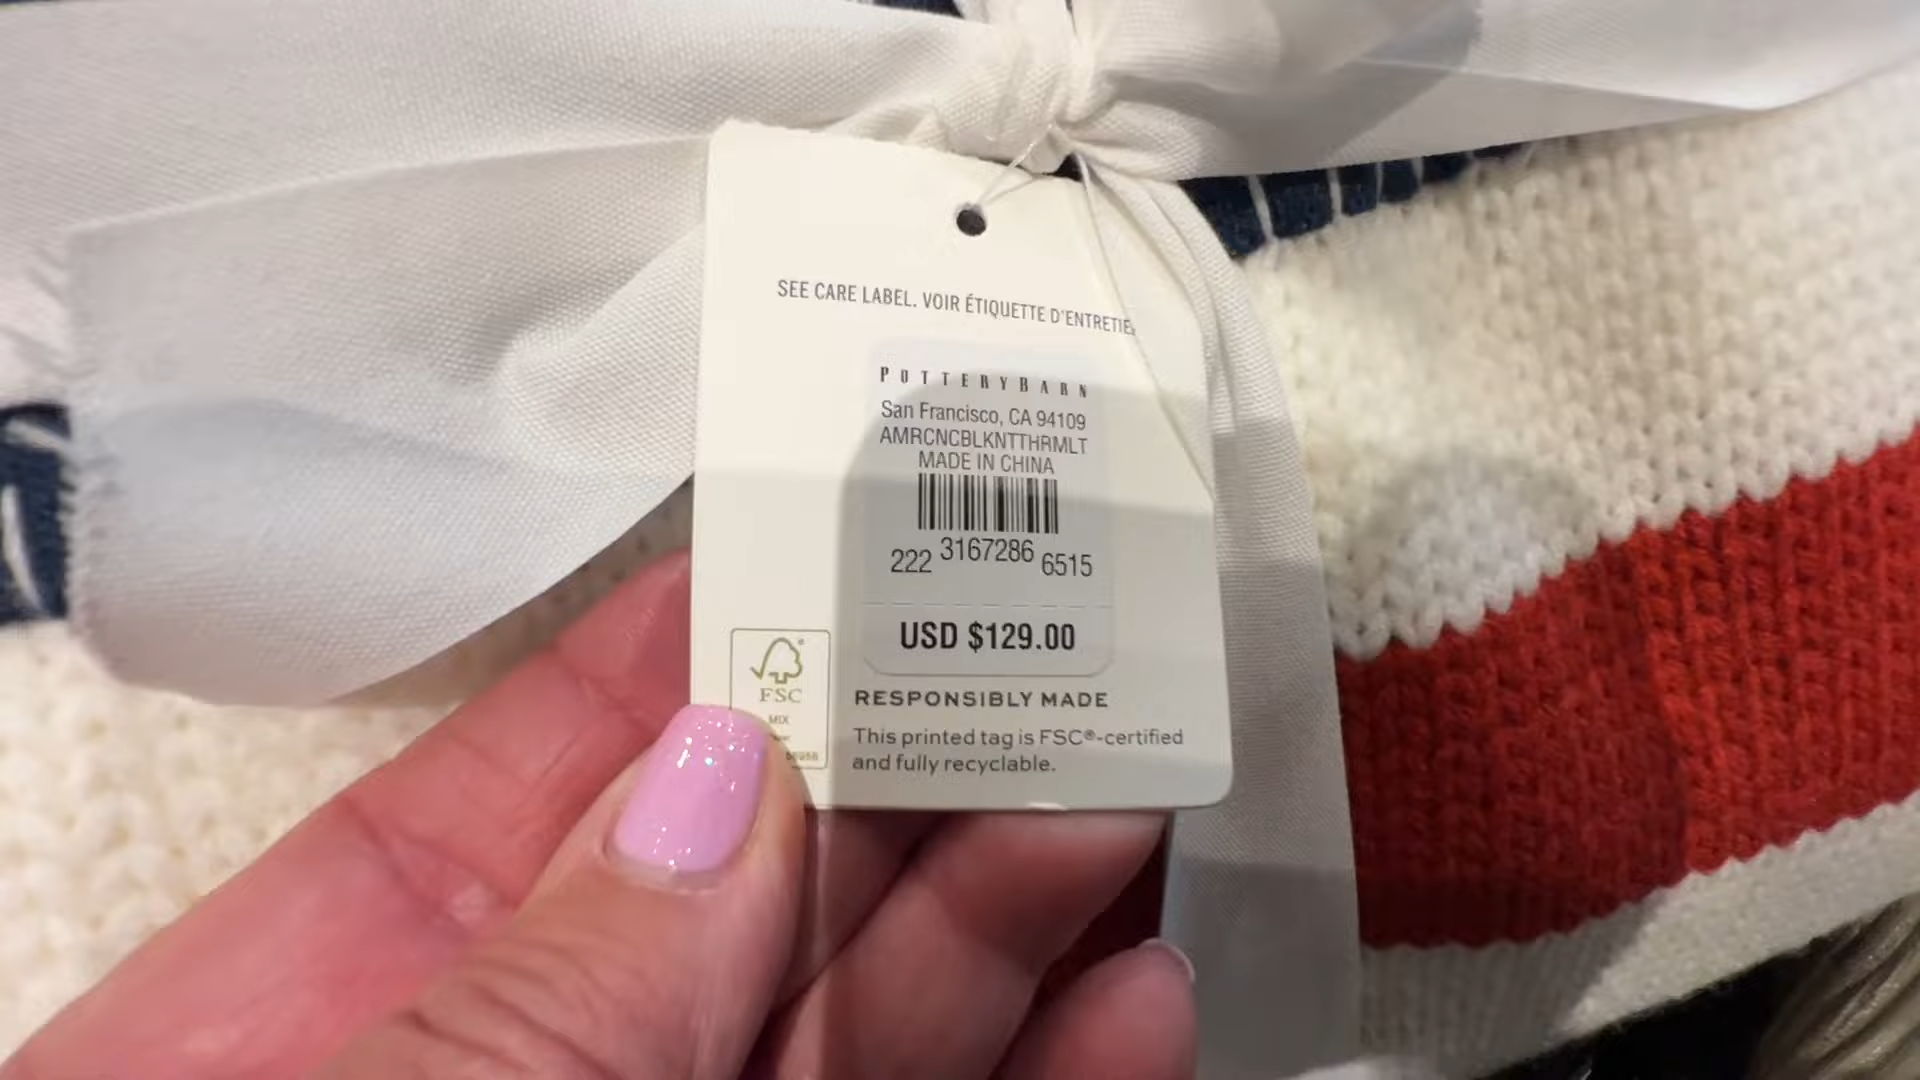 SEE CARE LABEL. VOIR ÉTIQUETTE D'ENTRETIE
POTTERYBARN
San Francisco, CA 94109
AMRCNCBLKNTTHRMLT
MADE IN CHINA
222 3167286 6515
USD $129.00
FSC
MIX
RESPONSIBLY MADE
This printed tag is FSC®-certified
and fully recyclable.